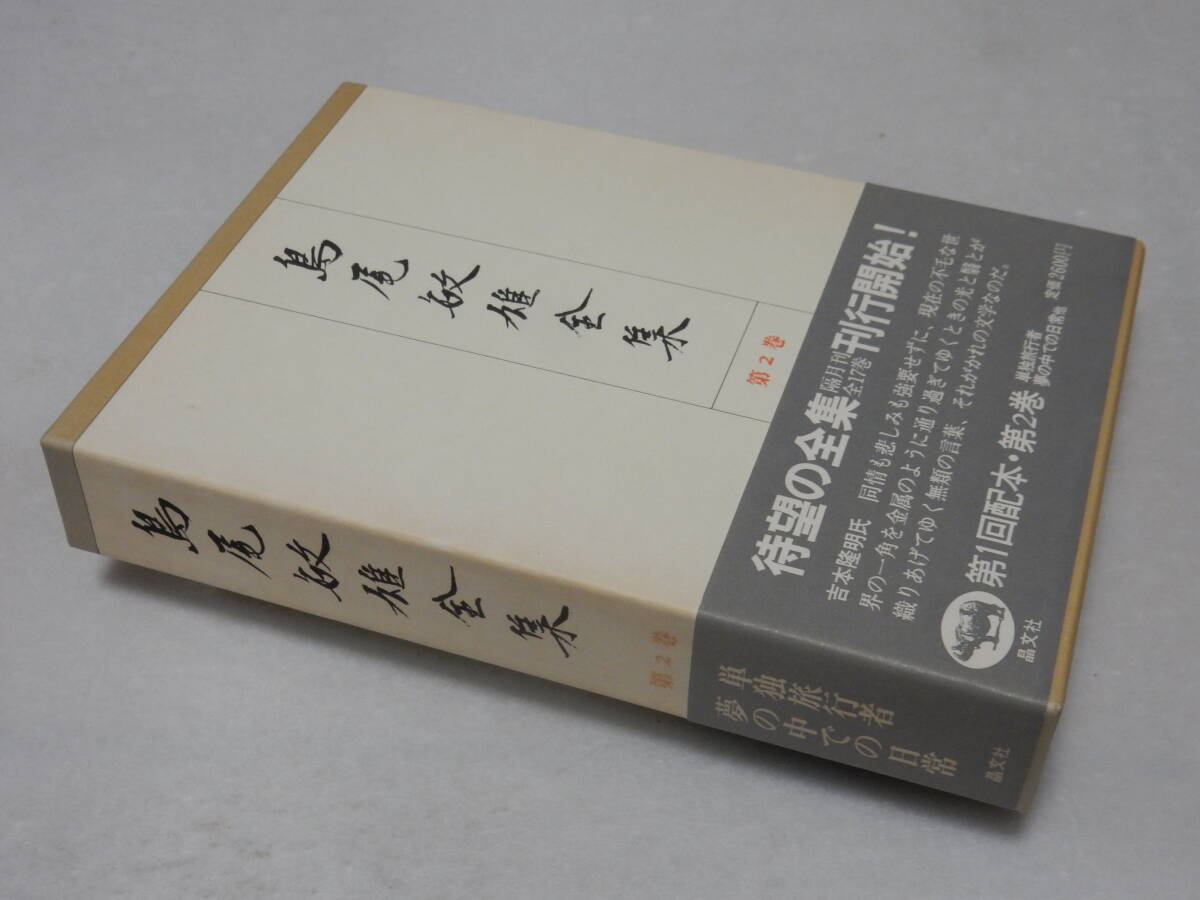 島尾敏雄全集
第2巻
待望の全集
隔月刊
全17巻
刊行開始!
吉本隆明氏 同情も悲しみも強要せずに、現在の不毛な世
界の一角を金属のように通り過ぎてゆくときの光と翳とが
織りあげてゆく無類の言葉、それがかれの文学なのだ。
第1回配本・第2巻
単独旅行者
夢の中での日常他
定価2600円
晶文社
島尾敏雄全集
第2巻
単独旅行者
夢の中での日常
晶文社